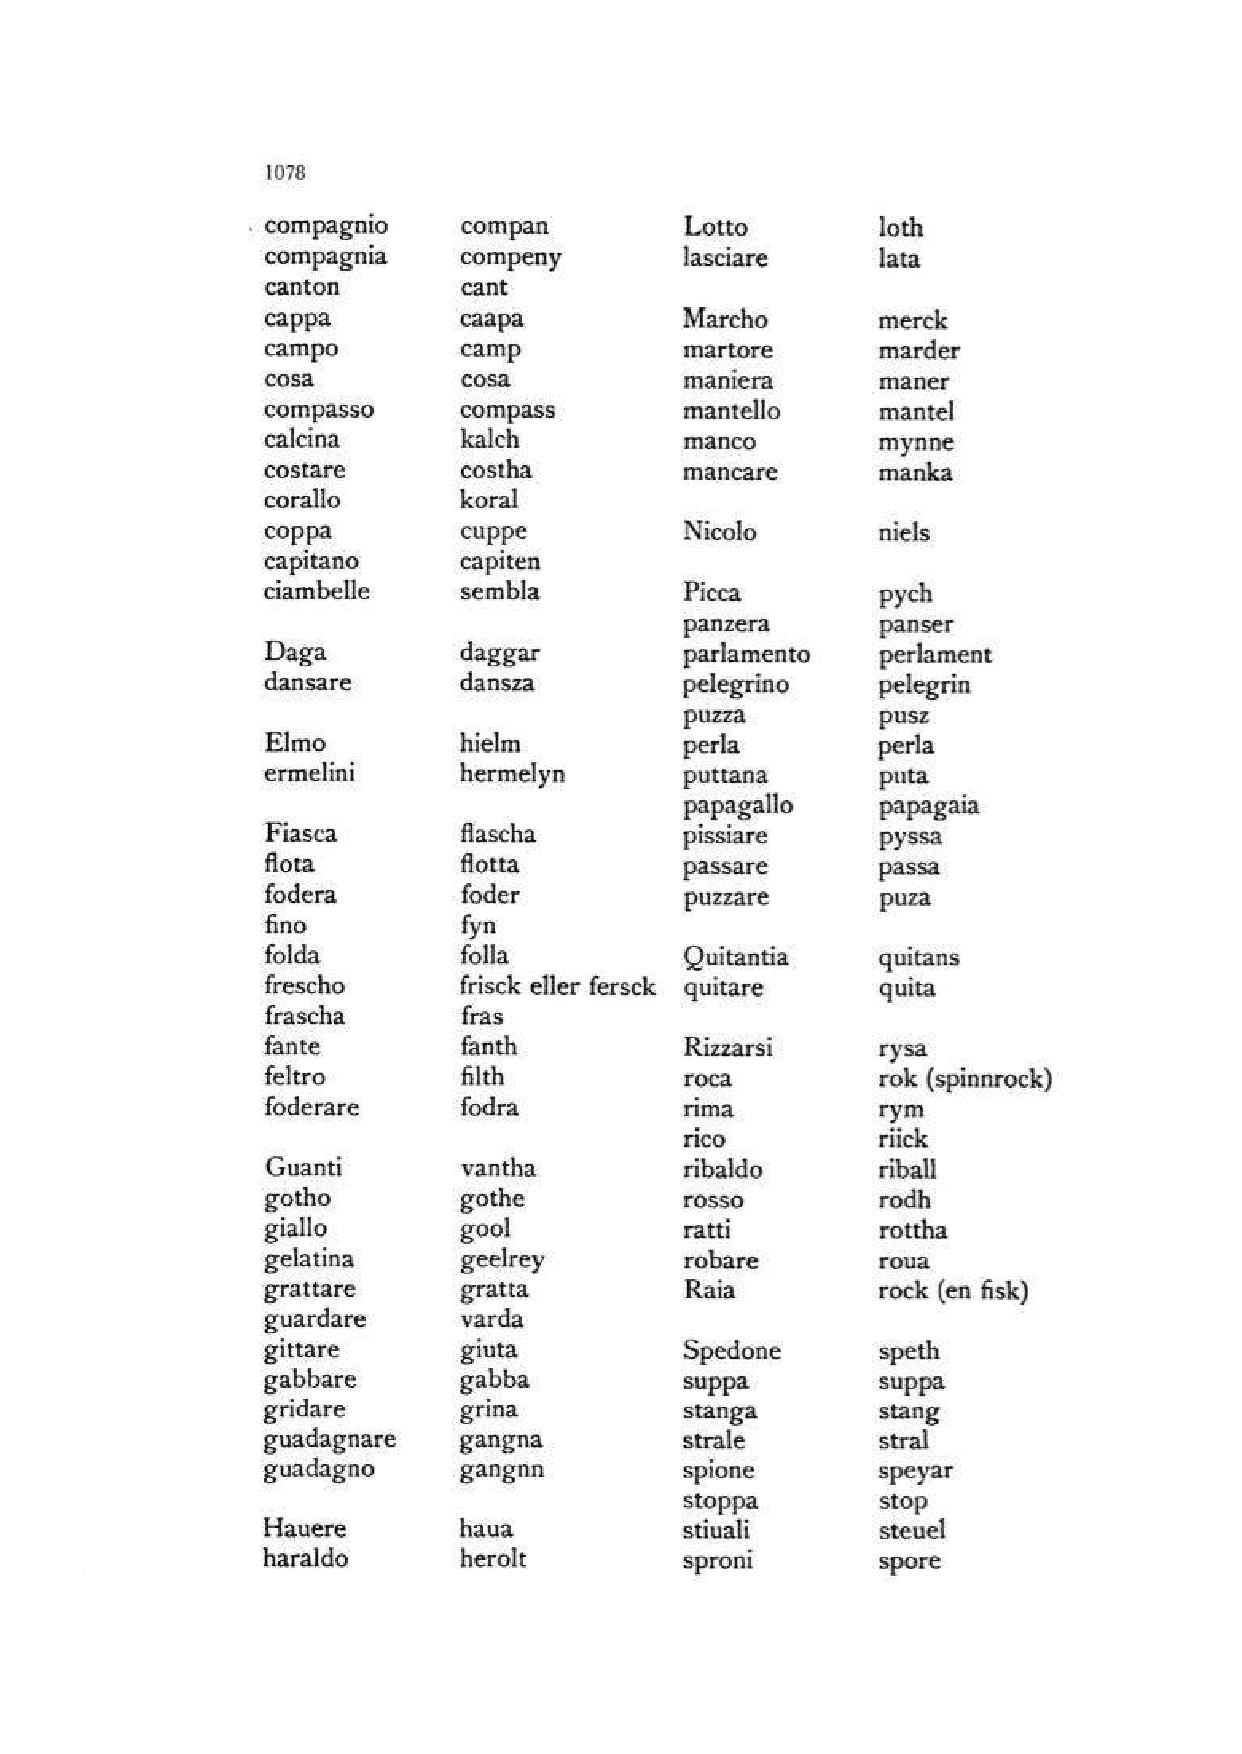 1078
compagnio compan
compagnia compeny
canton cant
cappa caapa
campo camp
cosa cosa
compasso compass
calcina kalch
costare costha
corallo koral
coppa cuppe
capitano capiten
ciambelle sembla
Daga daggar
dansare dansza
Elmo hielm
ermelini hermelyn
Fiasca flascha
flota flotta
fodera foder
fino fyn
folda folla
frescho frisck eller fersck
frascha fras
fante fanth
feltro filth
foderare fodra
Guanti vantha
gotho gothe
giallo gool
gelatina geelrey
grattare gratta
guardare varda
gittare giuta
gabbare gabba
gridare grina
guadagnare gangna
guadagno gangnn
Hauere haua
haraldo herolt
Lotto loth
lasciare lata
Marcho merck
martore marder
maniera maner
mantello mantel
manco mynne
mancare manka
Nicolo niels
Picca pych
panzera panser
parlamento perlament
pelegrino pelegrin
puzza pusz
perla perla
puttana puta
papagallo papagaia
pissiare pyssa
passare passa
puzzare puza
Quitantia quitans
quitare quita
Rizzarsi rysa
roca rok (spinnrock)
rima rym
rico riick
ribaldo riball
rosso rodh
ratti rottha
robare roua
Raia rock (en fisk)
Spedone speth
suppa suppa
stanga stang
strale stral
spione speyar
stoppa stop
stiuali steuel
sproni spore